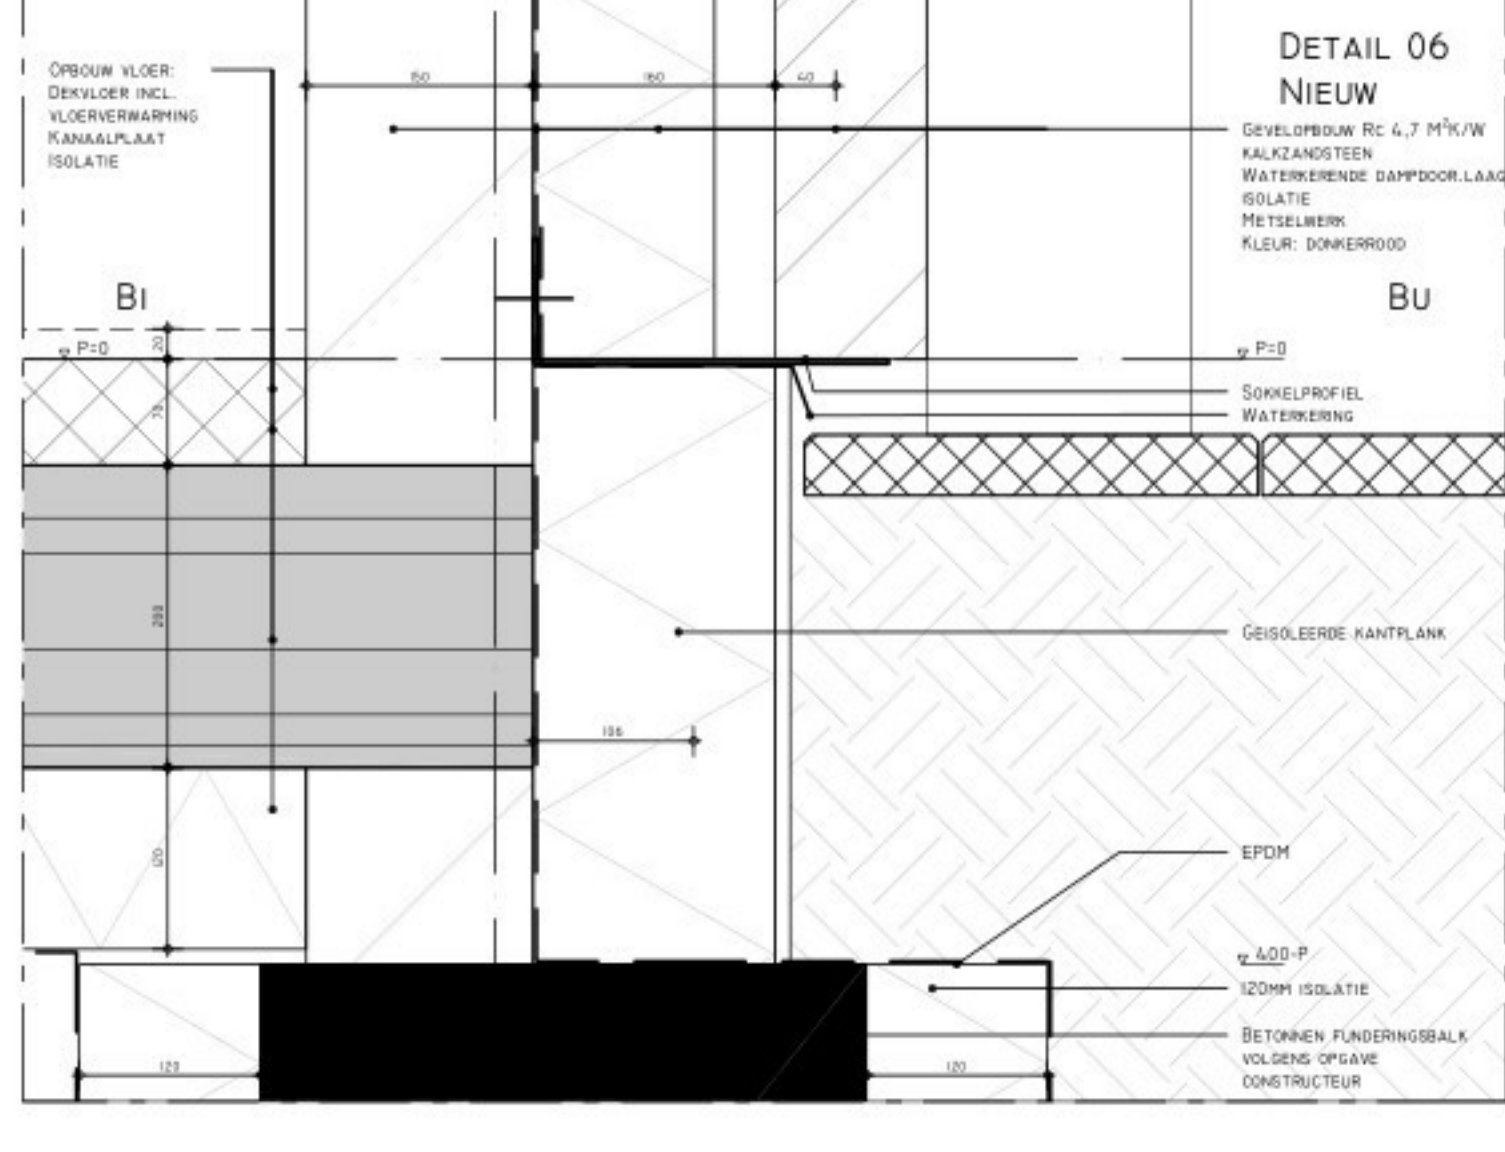 OPBOUW VLOER:
DEKVLOER INCL.
VLOERVERWARMING
KANAALPLAAT
ISOLATIE
150
160
40
DETAIL 06
NIEUW
GEVELOPBOUW RC 4,7 M²K/W
KALKZANDSTEEN
WATERKERENDE DAMPDOOR.LAAG
ISOLATIE
METSELWERK
KLEUR: DONKERROOD
BI
BU
20
P=0
P=0
70
SOKKELPROFIEL
WATERKERING
200
GEISOLEERDE KANTPLANK
106
120
EPDM
400-P
120MM ISOLATIE
BETONNEN FUNDERINGSBALK
VOLGENS OPGAVE
CONSTRUCTEUR
120
120